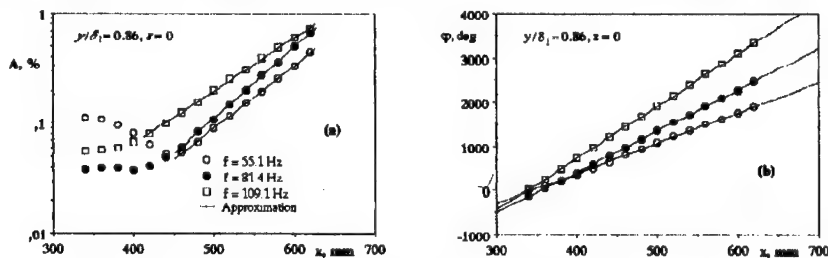 1
A, %
y/δ₁= 0.86, z= 0
,1
(a)
○ f = 55.1 Hz
● f = 81.4 Hz
□ f = 109.1 Hz
Approximation
,01
300 400 500 600 x, mm 700
4000
φ, deg
y/δ₁= 0.86, z = 0
3000
2000
1000
(b)
0
-1000
300 400 500 600 x, mm 700